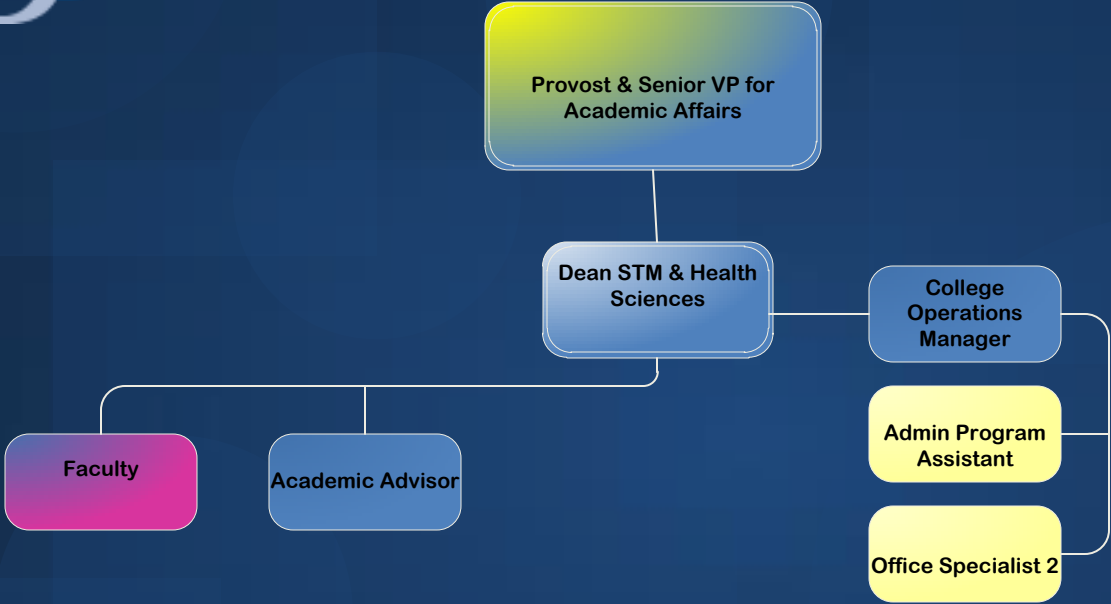 Provost & Senior VP for
Academic Affairs
Dean STM & Health
Sciences
College
Operations
Manager
Faculty
Academic Advisor
Admin Program
Assistant
Office Specialist 2